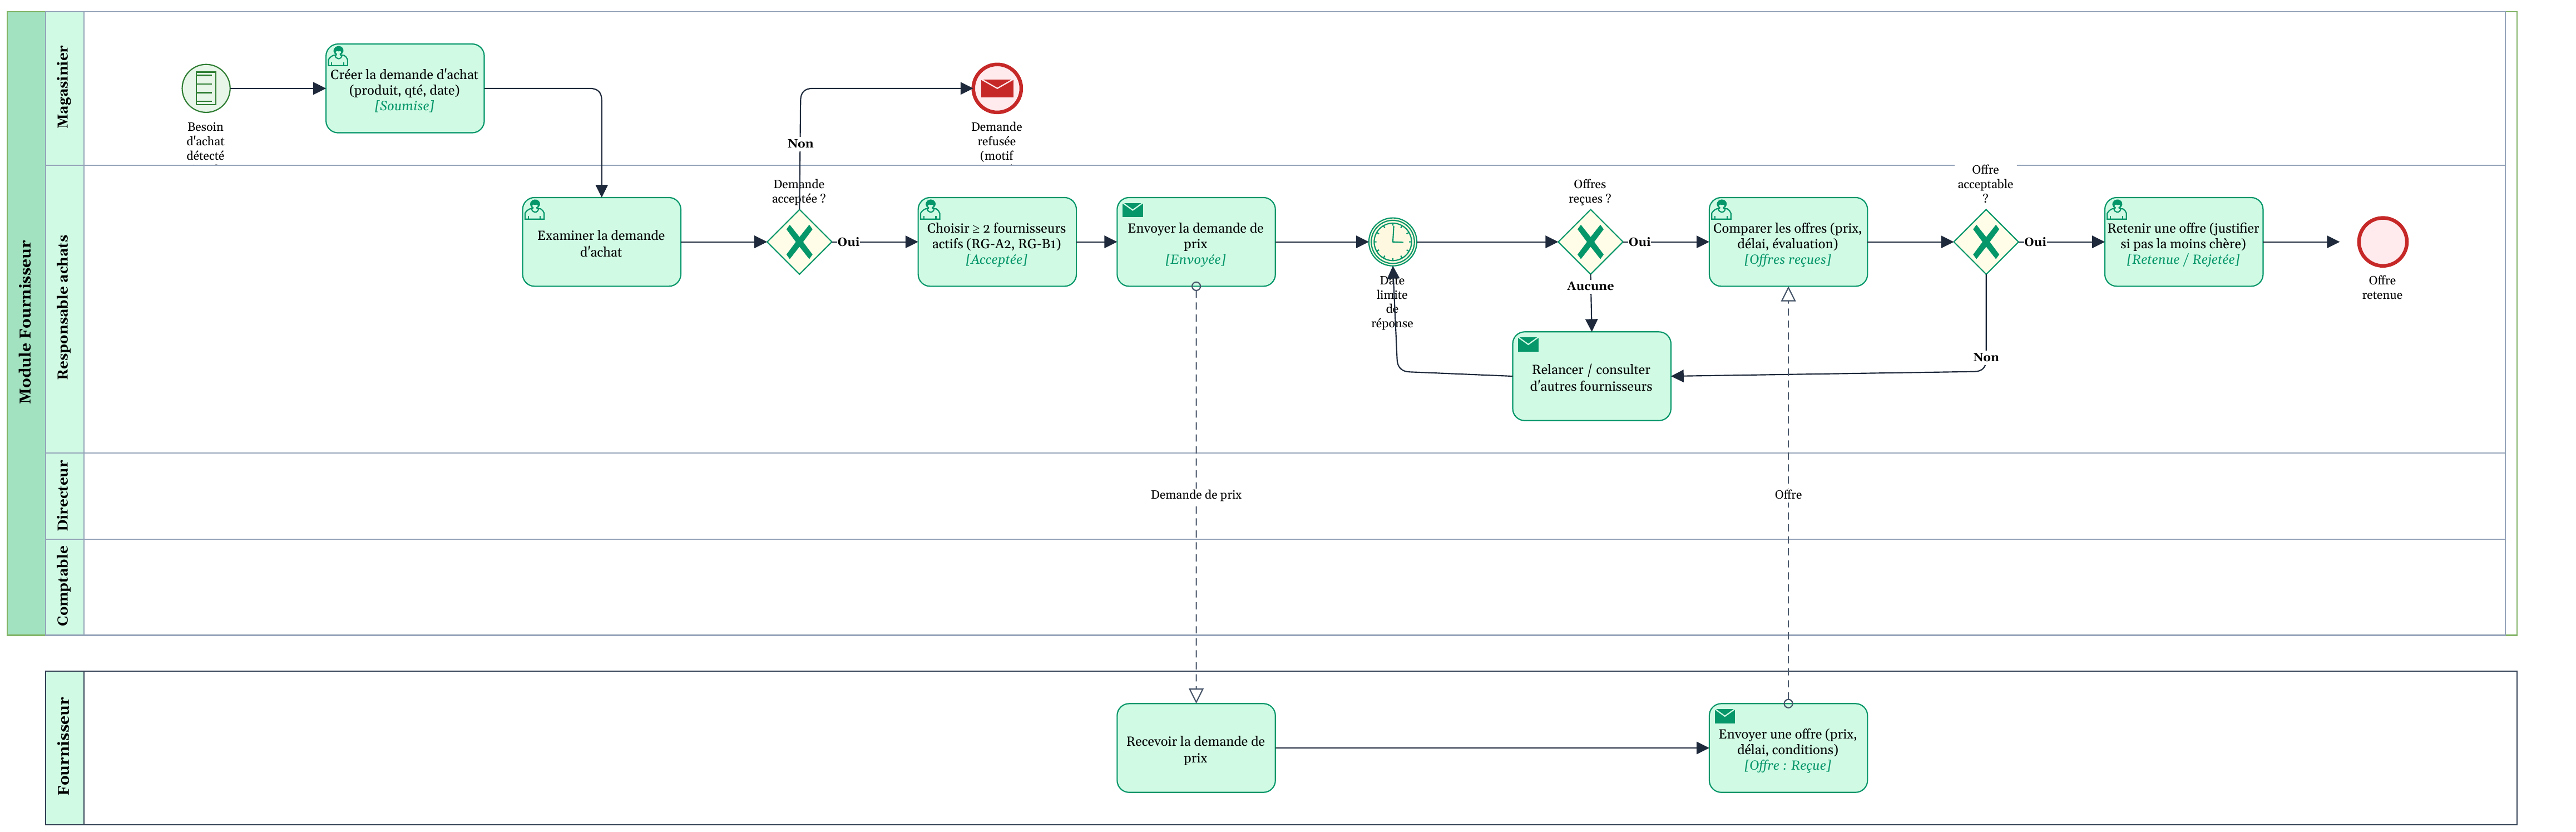 Module Fournisseur
Magasinier
Besoin
d'achat
détecté
Créer la demande d'achat
(produit, qté, date)
[Soumise]
Non
Demande
refusée
(motif
Responsable achats
Examiner la demande
d'achat
Demande
acceptée ?
Oui
Choisir ≥ 2 fournisseurs
actifs (RG-A2, RG-B1)
[Acceptée]
Envoyer la demande de
prix
[Envoyée]
Date
limite
de
réponse
Offres
reçues ?
Oui
Aucune
Relancer / consulter
d'autres fournisseurs
Comparer les offres (prix,
délai, évaluation)
[Offres reçues]
Offre
acceptable
?
Oui
Non
Retenir une offre (justifier
si pas la moins chère)
[Retenue / Rejetée]
Offre
retenue
Directeur
Demande de prix
Offre
Comptable
Fournisseur
Recevoir la demande de
prix
Envoyer une offre (prix,
délai, conditions)
[Offre : Reçue]